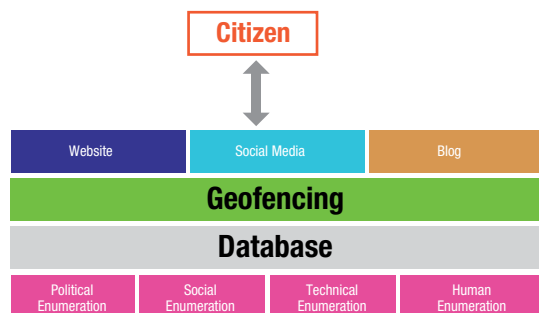 Citizen
Website
Social Media
Blog
Geofencing
Database
Political
Enumeration
Social
Enumeration
Technical
Enumeration
Human
Enumeration